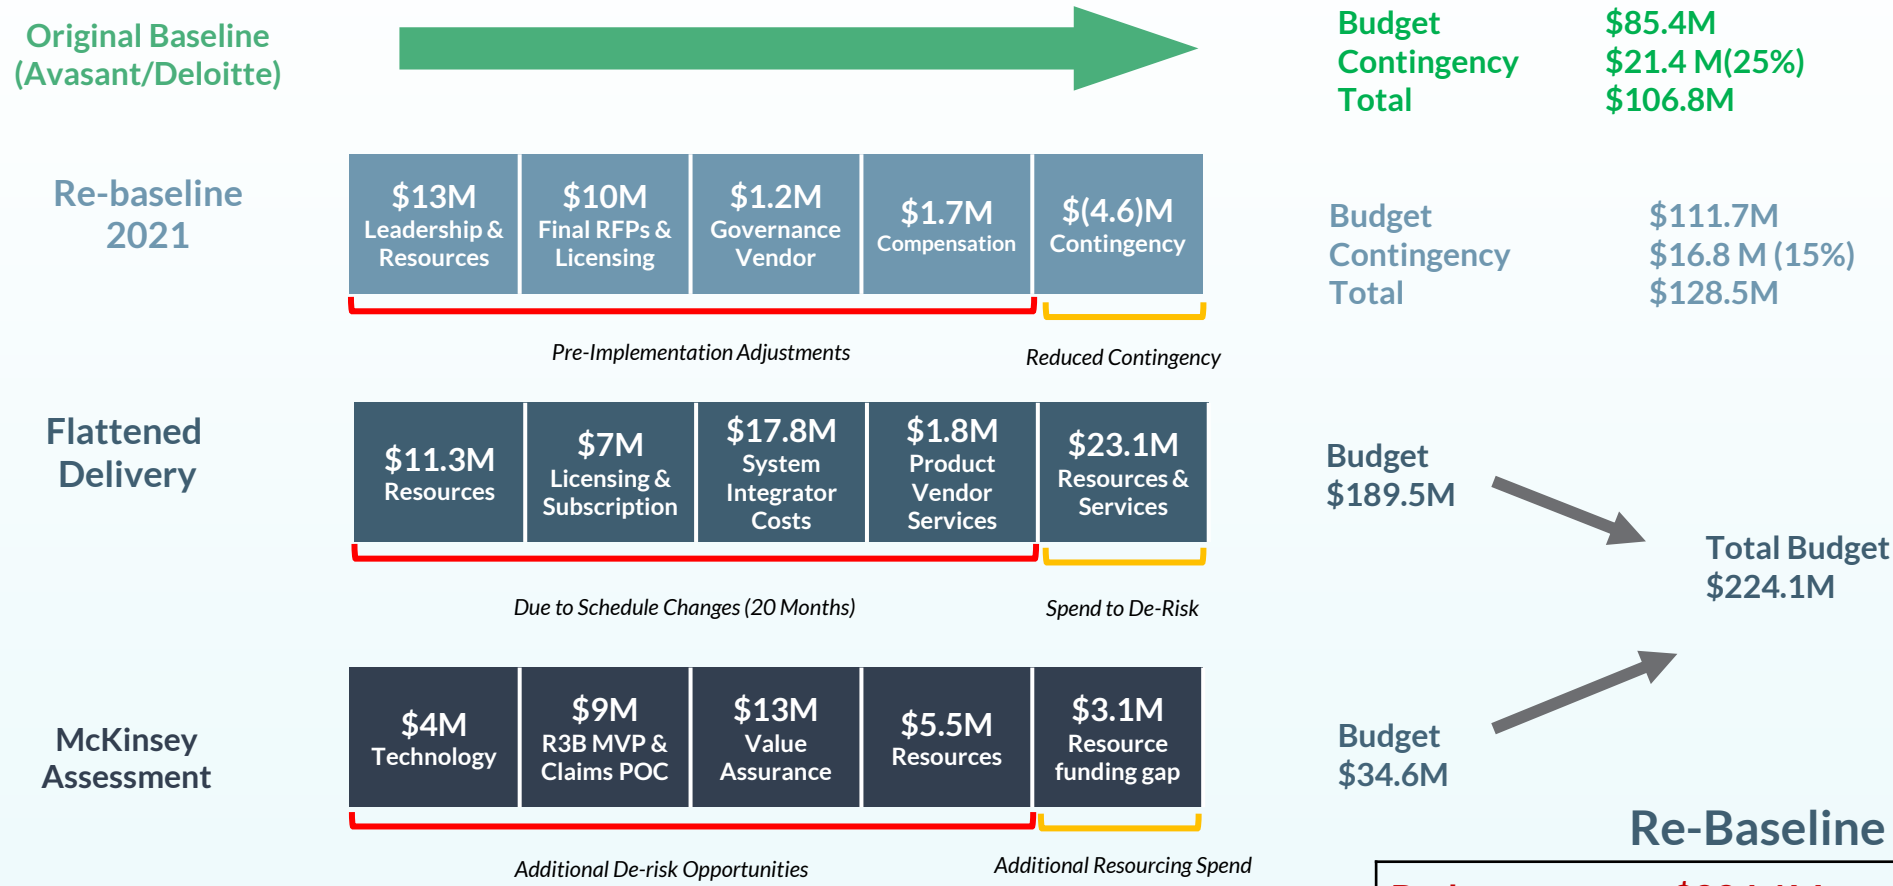 Original Baseline
(Avasant/Deloitte)
Budget $85.4M
Contingency $21.4 M(25%)
Total $106.8M
Re-baseline
2021
$13M
Leadership &
Resources
$10M
Final RFPs &
Licensing
$1.2M
Governance
Vendor
$1.7M
Compensation
$(4.6)M
Contingency
Budget $111.7M
Contingency $16.8 M (15%)
Total $128.5M
Pre-Implementation Adjustments
Reduced Contingency
Flattened
Delivery
$11.3M
Resources
$7M
Licensing &
Subscription
$17.8M
System
Integrator
Costs
$1.8M
Product
Vendor
Services
$23.1M
Resources &
Services
Budget
$189.5M
Due to Schedule Changes (20 Months)
Spend to De-Risk
Total Budget
$224.1M
McKinsey
Assessment
$4M
Technology
$9M
R3B MVP &
Claims POC
$13M
Value
Assurance
$5.5M
Resources
$3.1M
Resource
funding gap
Budget
$34.6M
Additional De-risk Opportunities
Additional Resourcing Spend
Re-Baseline